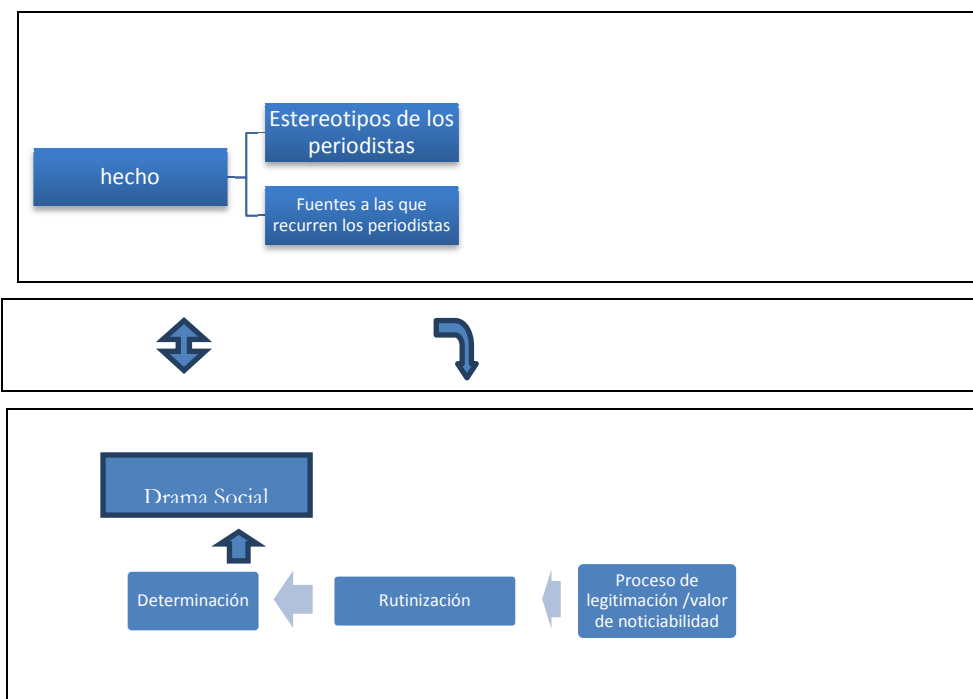 Estereotipos de los
periodistas
hecho
Fuentes a las que
recurren los periodistas
Drama Social
Determinación
Rutinización
Proceso de
legitimación /valor
de noticiabilidad